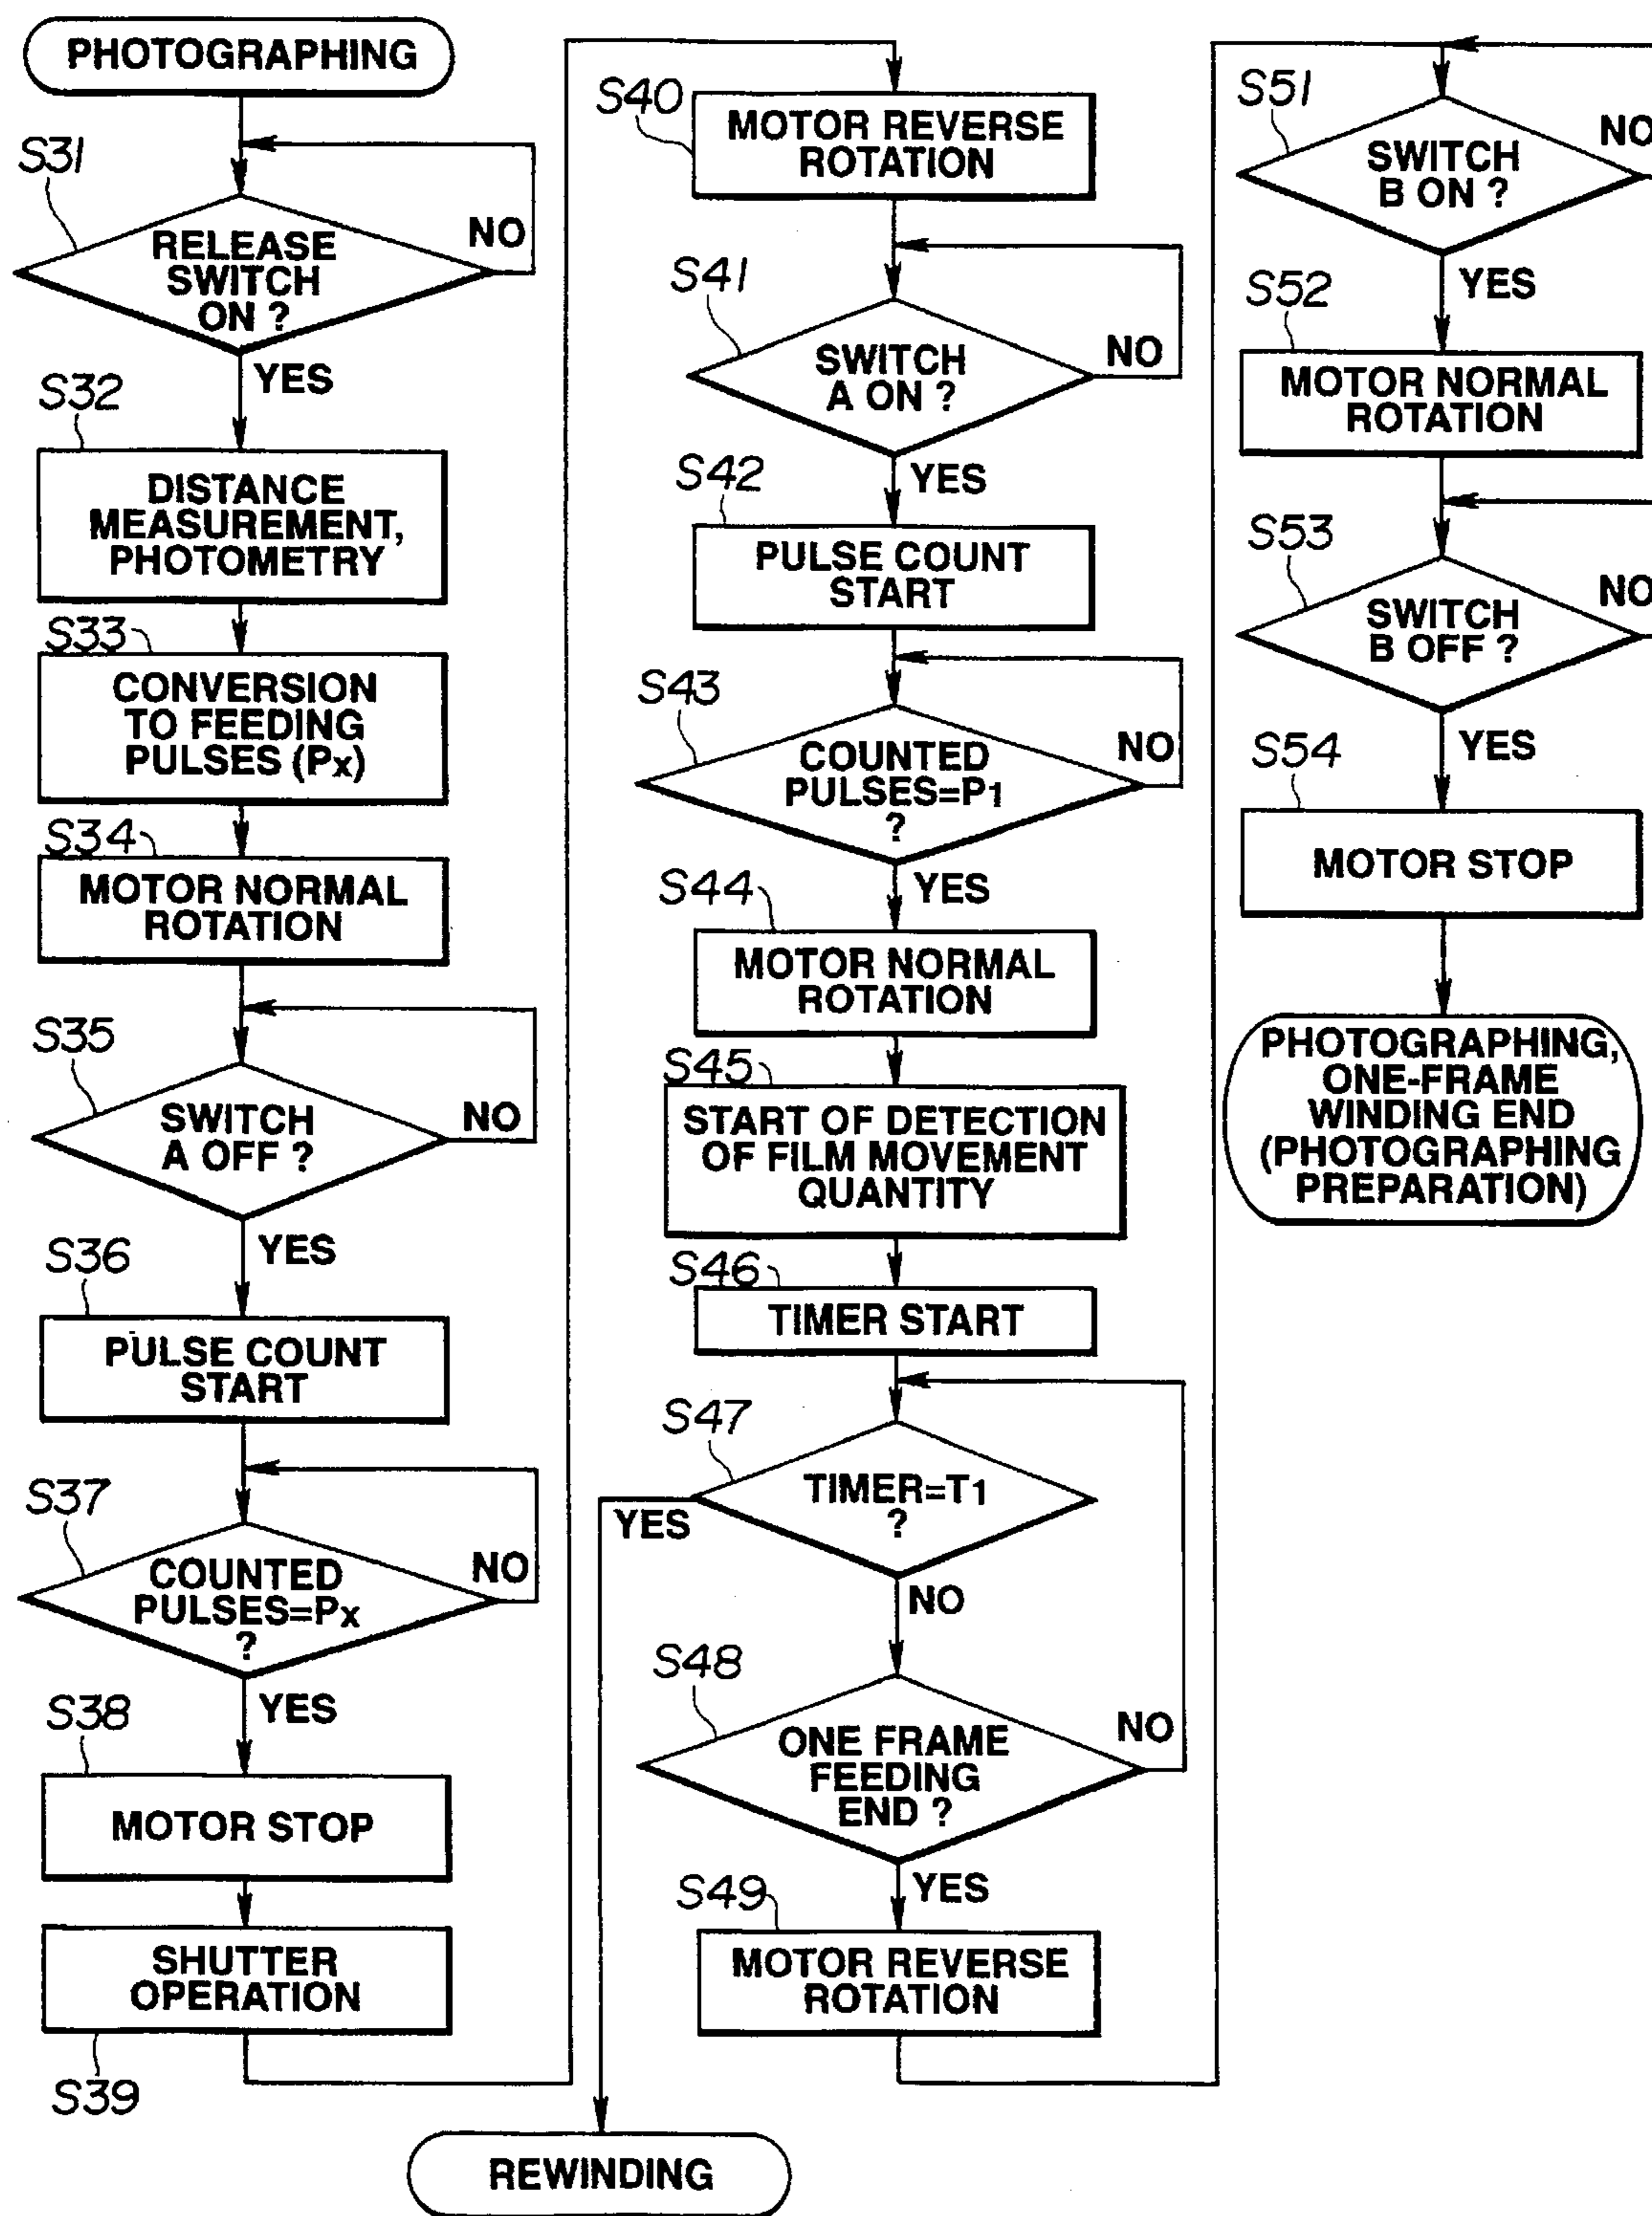 PHOTOGRAPHING
S31
RELEASE
SWITCH
ON ?
NO
YES
S32
DISTANCE
MEASUREMENT,
PHOTOMETRY
S33
CONVERSION
TO FEEDING
PULSES (Px)
S34
MOTOR NORMAL
ROTATION
S35
SWITCH
A OFF ?
NO
YES
S36
PULSE COUNT
START
S37
COUNTED
PULSES=Px
?
NO
YES
S38
MOTOR STOP
SHUTTER
OPERATION
S39
S40
MOTOR REVERSE
ROTATION
S41
SWITCH
A ON ?
NO
YES
S42
PULSE COUNT
START
S43
COUNTED
PULSES=P1
?
NO
YES
S44
MOTOR NORMAL
ROTATION
S45
START OF DETECTION
OF FILM MOVEMENT
QUANTITY
S46
TIMER START
S47
TIMER=T1
?
YES
NO
S48
ONE FRAME
FEEDING
END ?
NO
YES
S49
MOTOR REVERSE
ROTATION
REWINDING
S51
SWITCH
B ON ?
NO
YES
S52
MOTOR NORMAL
ROTATION
S53
SWITCH
B OFF ?
NO
YES
S54
MOTOR STOP
PHOTOGRAPHING,
ONE-FRAME
WINDING END
(PHOTOGRAPHING
PREPARATION)